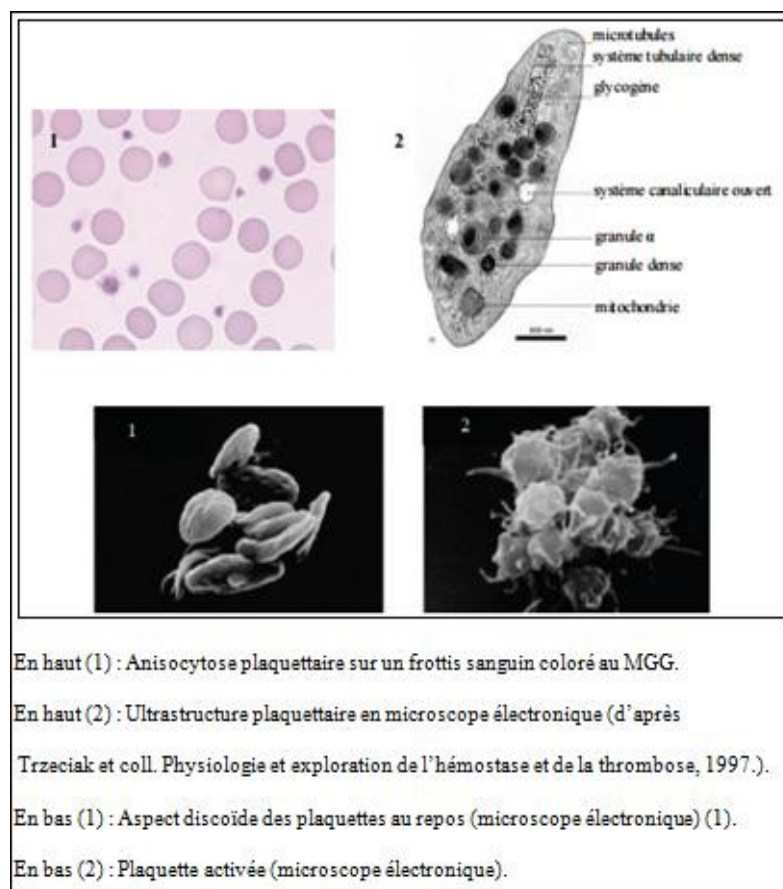 1
2
microtubules
système tubulaire dense
glycogène
système canaliculaire ouvert
granule α
granule dense
mitochondrie
1
2
En haut (1) : Anisocytose plaquettaire sur un frottis sanguin coloré au MGG.
En haut (2) : Ultrastructure plaquettaire en microscope électronique (d’après
Trzeciak et coll. Physiologie et exploration de l’hémostase et de la thrombose, 1997.).
En bas (1) : Aspect discoïde des plaquettes au repos (microscope électronique) (1).
En bas (2) : Plaquette activée (microscope électronique).